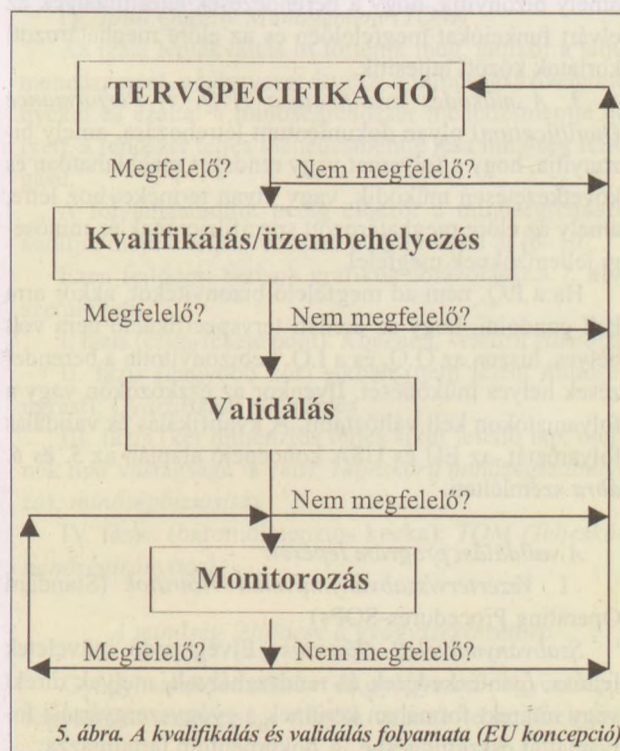 TERVSPECIFIKÁCIÓ
Megfelelő? Nem megfelelő?
Kvalifikálás/üzembehelyezés
Megfelelő? Nem megfelelő?
Validálás
Nem megfelelő?
Monitorozás
Megfelelő? Nem megfelelő?
5. ábra. A kvalifikálás és validálás folyamata (EU koncepció)